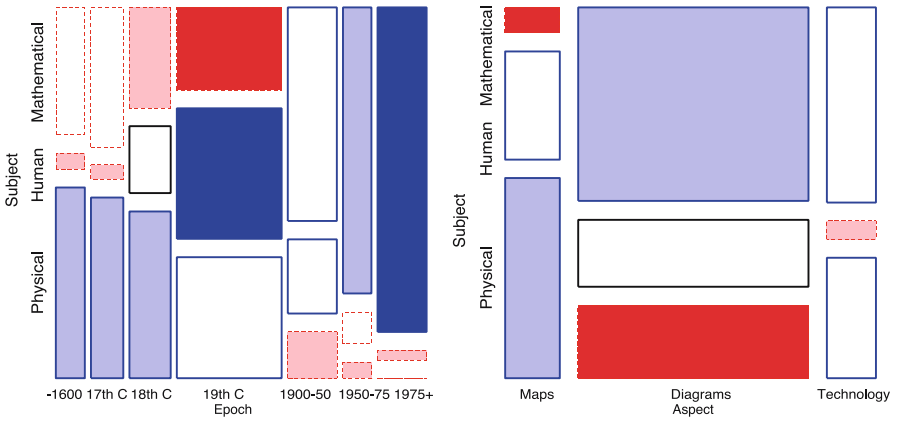 Subject
Mathematical
Human
Physical
-1600 17th C 18th C 19th C 1900-50 1950-75 1975+
Epoch
Subject
Mathematical
Human
Physical
Maps Diagrams Technology
Aspect